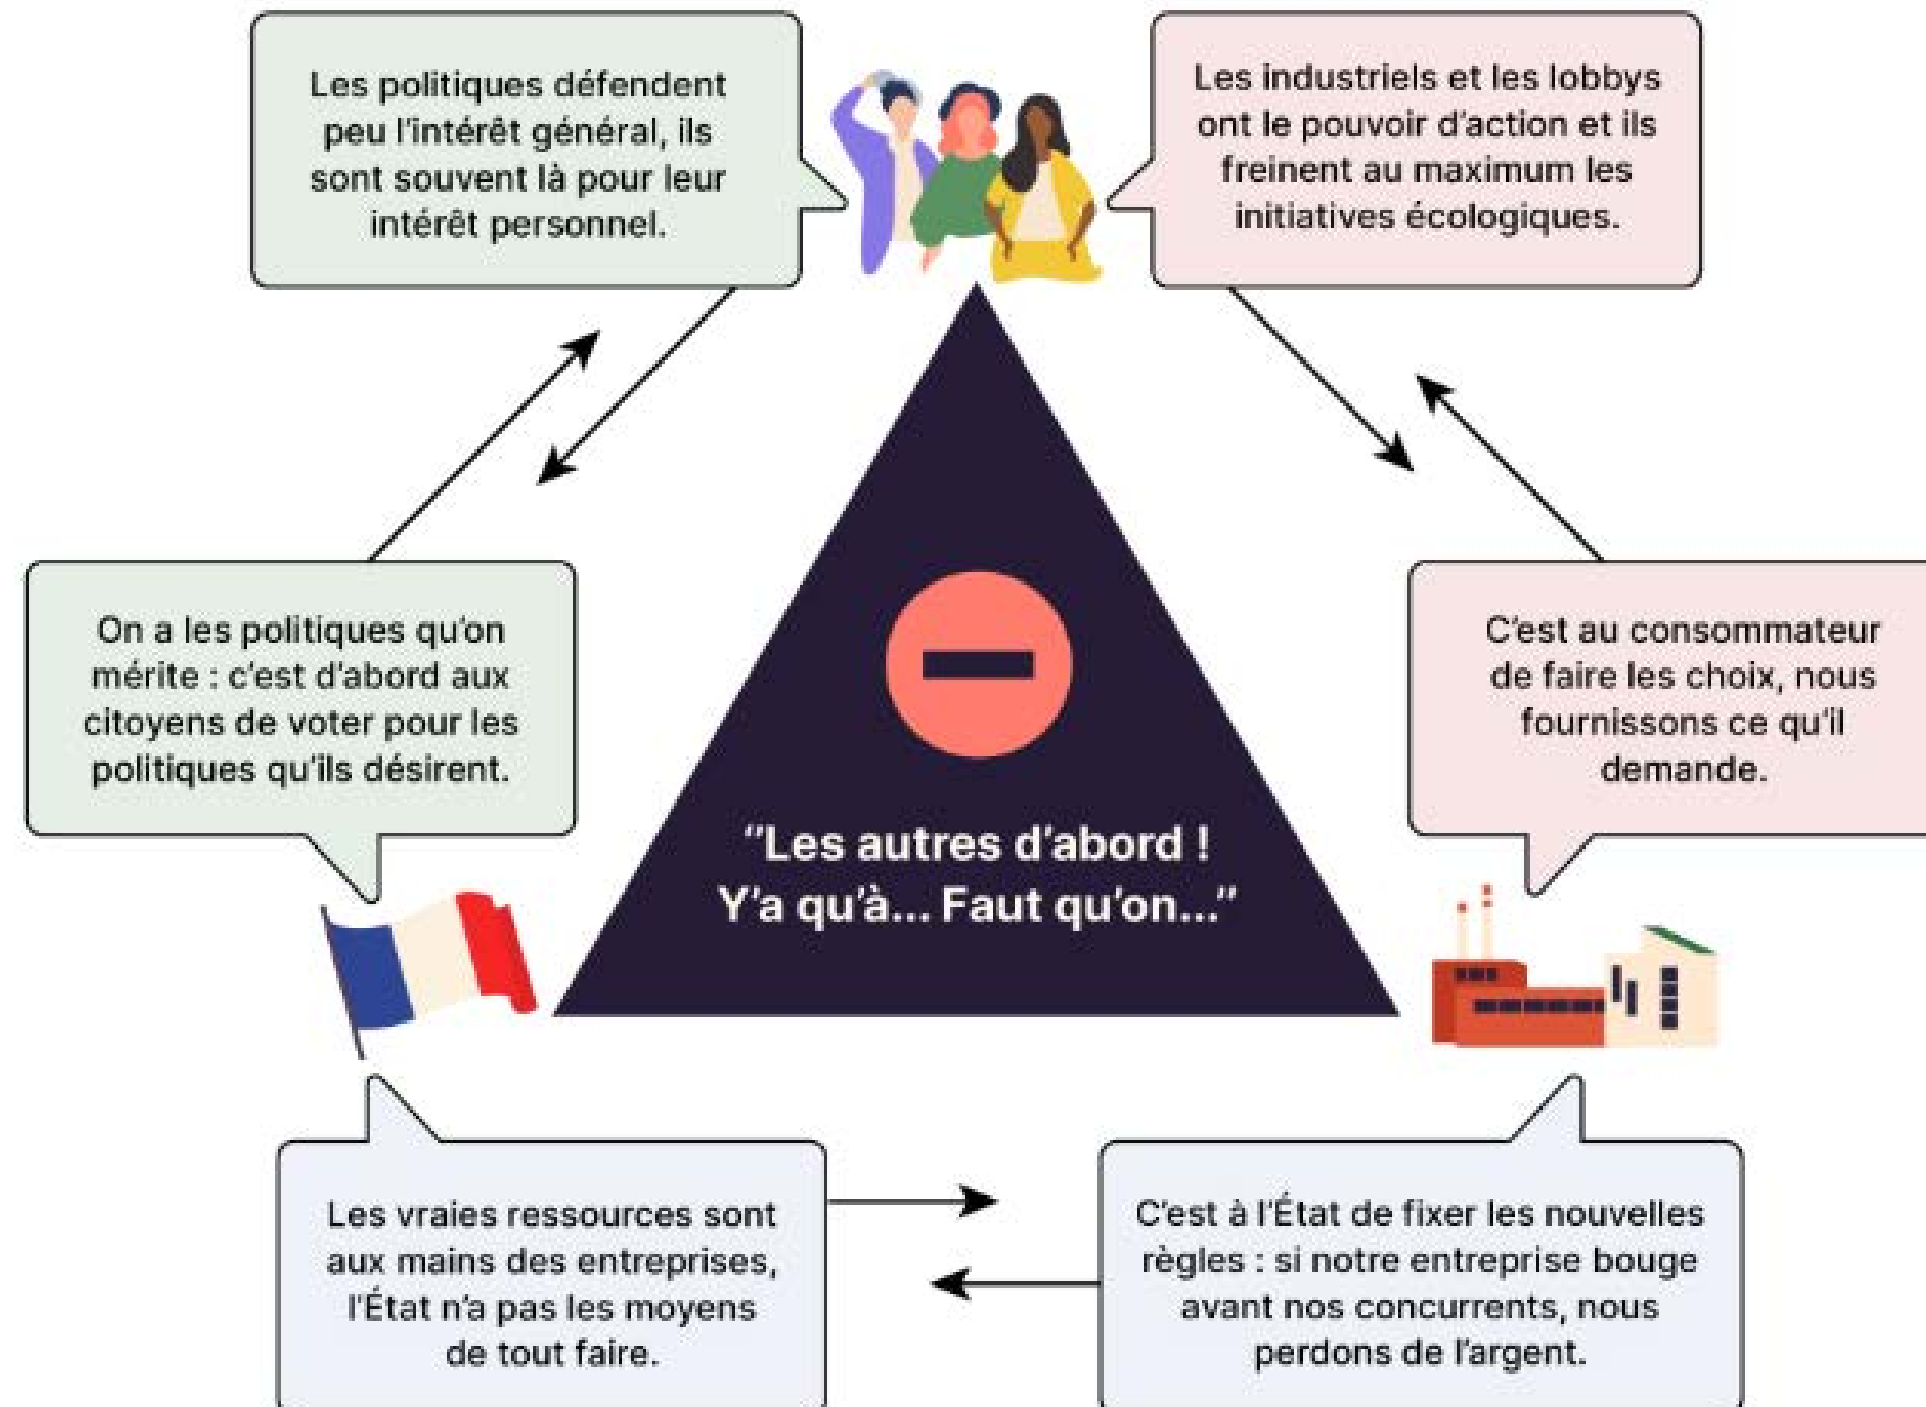 Les politiques défendent
peu l'intérêt général, ils
sont souvent là pour leur
intérêt personnel.
Les industriels et les lobbys
ont le pouvoir d'action et ils
freinent au maximum les
initiatives écologiques.
On a les politiques qu'on
mérite : c'est d'abord aux
citoyens de voter pour les
politiques qu'ils désirent.
C'est au consommateur
de faire les choix, nous
fournissons ce qu'il
demande.
"Les autres d'abord !
Y'a qu'à... Faut qu'on..."
Les vraies ressources sont
aux mains des entreprises,
l'État n'a pas les moyens
de tout faire.
C'est à l'État de fixer les nouvelles
règles : si notre entreprise bouge
avant nos concurrents, nous
perdons de l'argent.